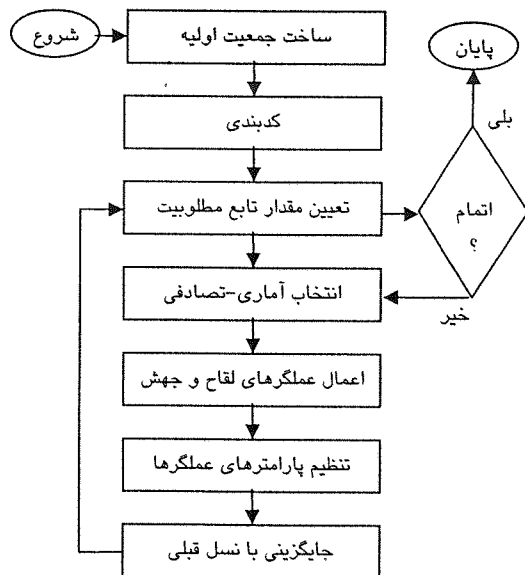 شروع
ساخت جمعیت اولیه
پایان
کدبندی
بلی
تعیین مقدار تابع مطلوبیت
اتمام
؟
انتخاب آماری-تصادفی
خیر
اعمال عملگرهای لقاح و جهش
تنظیم پارامترهای عملگرها
جایگزینی با نسل قبلی